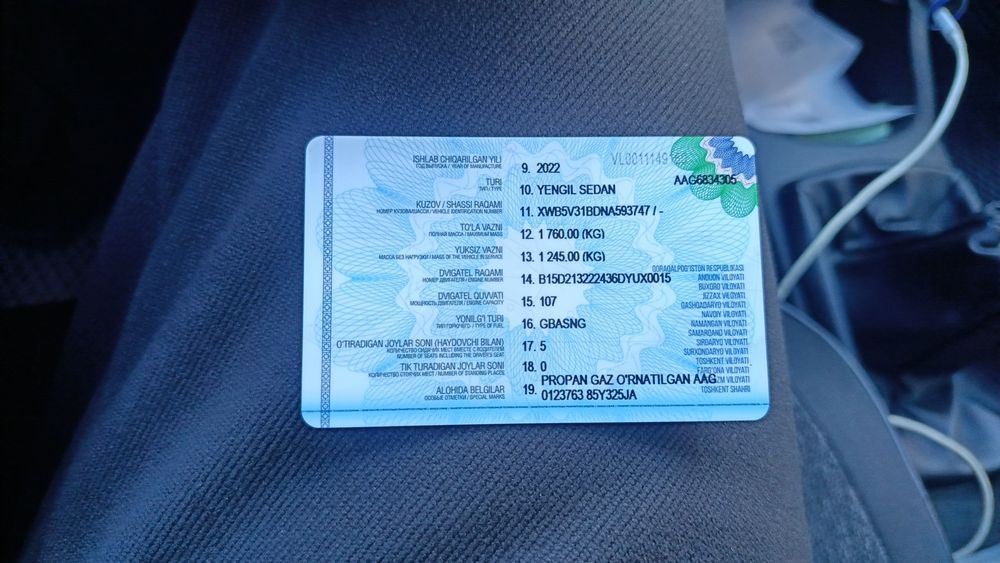 VL0011149
AAG6834305
ISHLAB CHIQARILGAN YILI
ГОД ВЫПУСКА / YEAR OF MANUFACTURE
9. 2022
TURI
ТИП / TYPE
10. YENGIL SEDAN
KUZOV / SHASSI RAQAMI
НОМЕР КУЗОВА/ШАССИ / VEHICLE IDENTIFICATION NUMBER
11. XWB5V31BDNA593747 / -
TO'LA VAZNI
ПОЛНАЯ МАССА / MAXIMUM MASS
12. 1 760.00 (KG)
YUKSIZ VAZNI
МАССА БЕЗ НАГРУЗКИ / MASS OF THE VEHICLE IN SERVICE
13. 1 245.00 (KG)
DVIGATEL RAQAMI
НОМЕР ДВИГАТЕЛЯ / ENGINE NUMBER
14. B15D213222436DYUX0015
DVIGATEL QUVVATI
МОЩНОСТЬ ДВИГАТЕЛЯ / ENGINE CAPACITY
15. 107
YONILG'I TURI
ТИП ГОРЮЧЕГО / TYPE OF FUEL
16. GBASNG
O'TIRADIGAN JOYLAR SONI (HAYDOVCHI BILAN)
КОЛИЧЕСТВО СИДЯЧИХ МЕСТ ВМЕСТЕ С ВОДИТЕЛЕМ
NUMBER OF SEATS INCLUDING THE DRIVER'S SEAT
17. 5
TIK TURADIGAN JOYLAR SONI
КОЛИЧЕСТВО СТОЯЧИХ МЕСТ / NUMBER OF STANDING PLACES
18. 0
ALOHIDA BELGILAR
ОСОБЫЕ ОТМЕТКИ / SPECIAL MARKS
19. PROPAN GAZ O'RNATILGAN AAG
0123763 85Y325JA
QORAQALPOG'ISTON RESPUBLIKASI
ANDIJON VILOYATI
BUXORO VILOYATI
JIZZAX VILOYATI
QASHQADARYO VILOYATI
NAVOIY VILOYATI
NAMANGAN VILOYATI
SAMARQAND VILOYATI
SIRDARYO VILOYATI
SURXONDARYO VILOYATI
TOSHKENT VILOYATI
FARG'ONA VILOYATI
VILOYATI
TOSHKENT SHAHRI